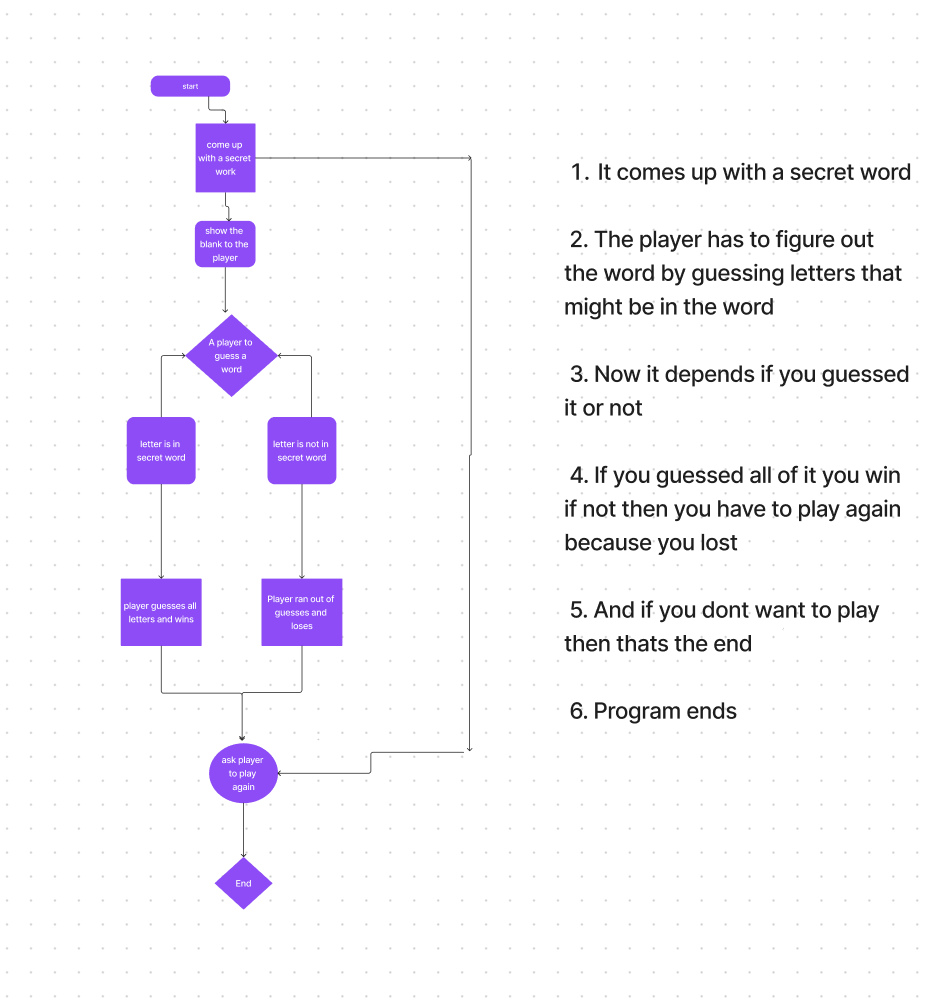 start
come up
with a secret
work
show the
blank to the
player
A player to
guess a
word
letter is in
secret word
letter is not in
secret word
player guesses all
letters and wins
Player ran out of
guesses and
loses
ask player
to play
again
End
1. It comes up with a secret word
2. The player has to figure out
the word by guessing letters that
might be in the word
3. Now it depends if you guessed
it or not
4. If you guessed all of it you win
if not then you have to play again
because you lost
5. And if you dont want to play
then thats the end
6. Program ends